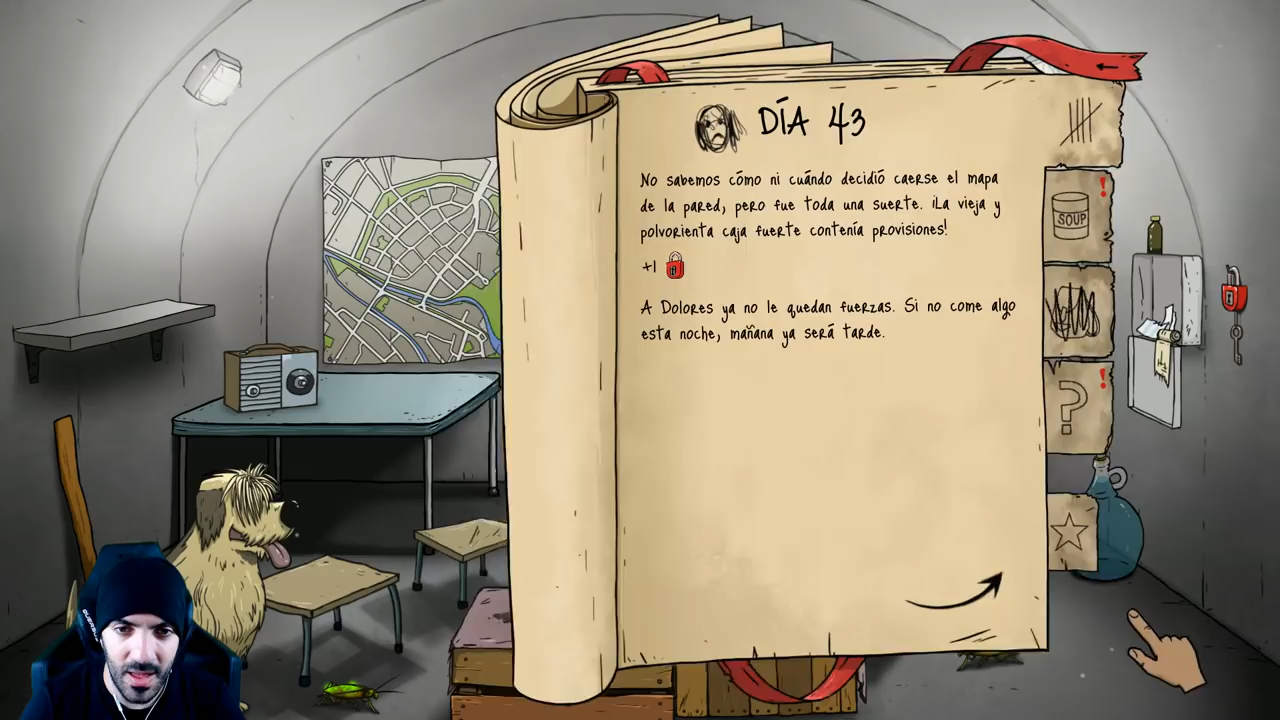 DÍA 43
No sabemos cómo ni cuándo decidió caerse el mapa
de la pared, pero fue toda una suerte. ¡La vieja y
polvorienta caja fuerte contenía provisiones!
+1
A Dolores ya no le quedan fuerzas. Si no come algo
esta noche, mañana ya será tarde.
!
SOUP
!
?